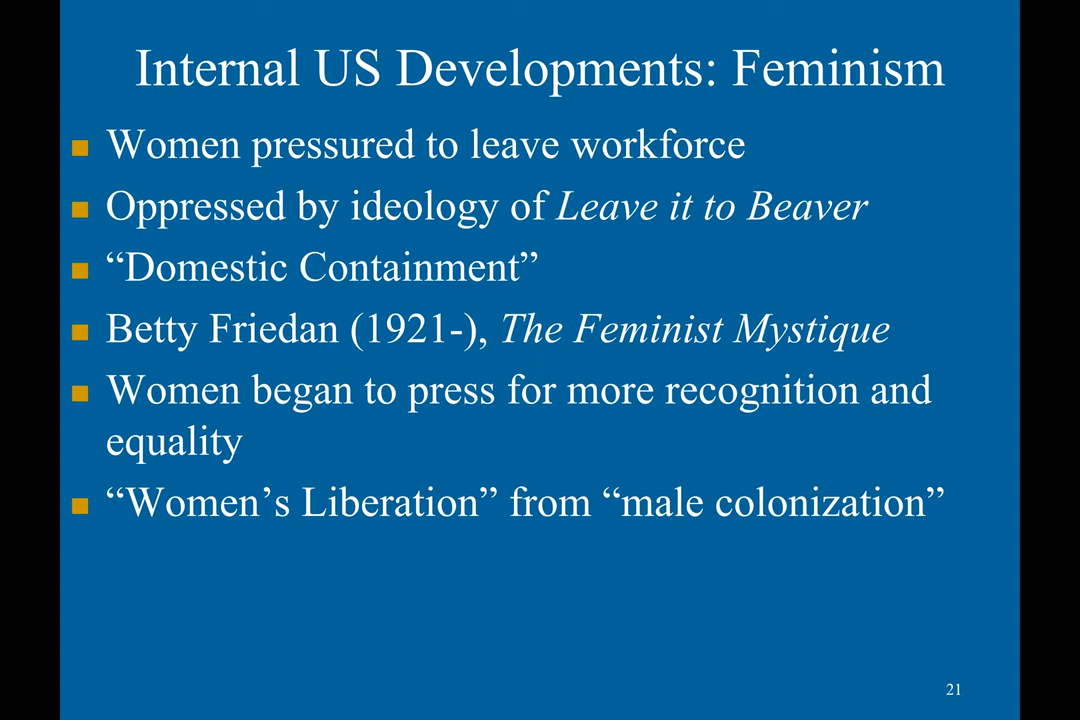 Internal US Developments: Feminism
Women pressured to leave workforce
Oppressed by ideology of Leave it to Beaver
“Domestic Containment”
Betty Friedan (1921-), The Feminist Mystique
Women began to press for more recognition and
equality
“Women’s Liberation” from “male colonization”
21